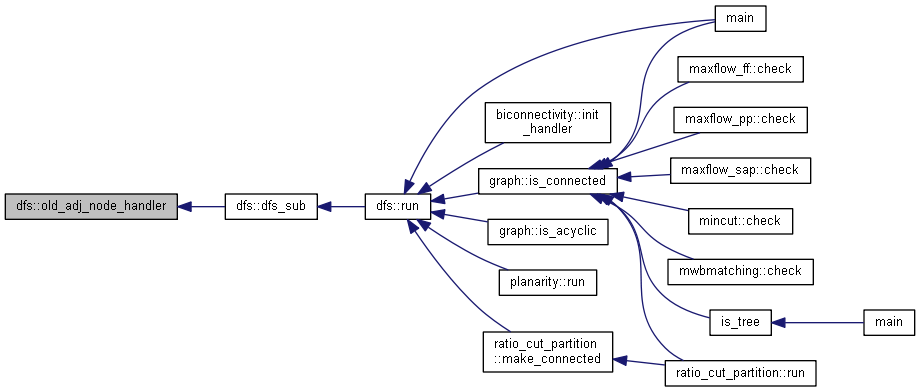 dfs::old_adj_node_handler
dfs::dfs_sub
dfs::run
main
biconnectivity::init
_handler
graph::is_connected
graph::is_acyclic
planarity::run
ratio_cut_partition
::make_connected
maxflow_ff::check
maxflow_pp::check
maxflow_sap::check
mincut::check
mwbmatching::check
is_tree
main
ratio_cut_partition::run